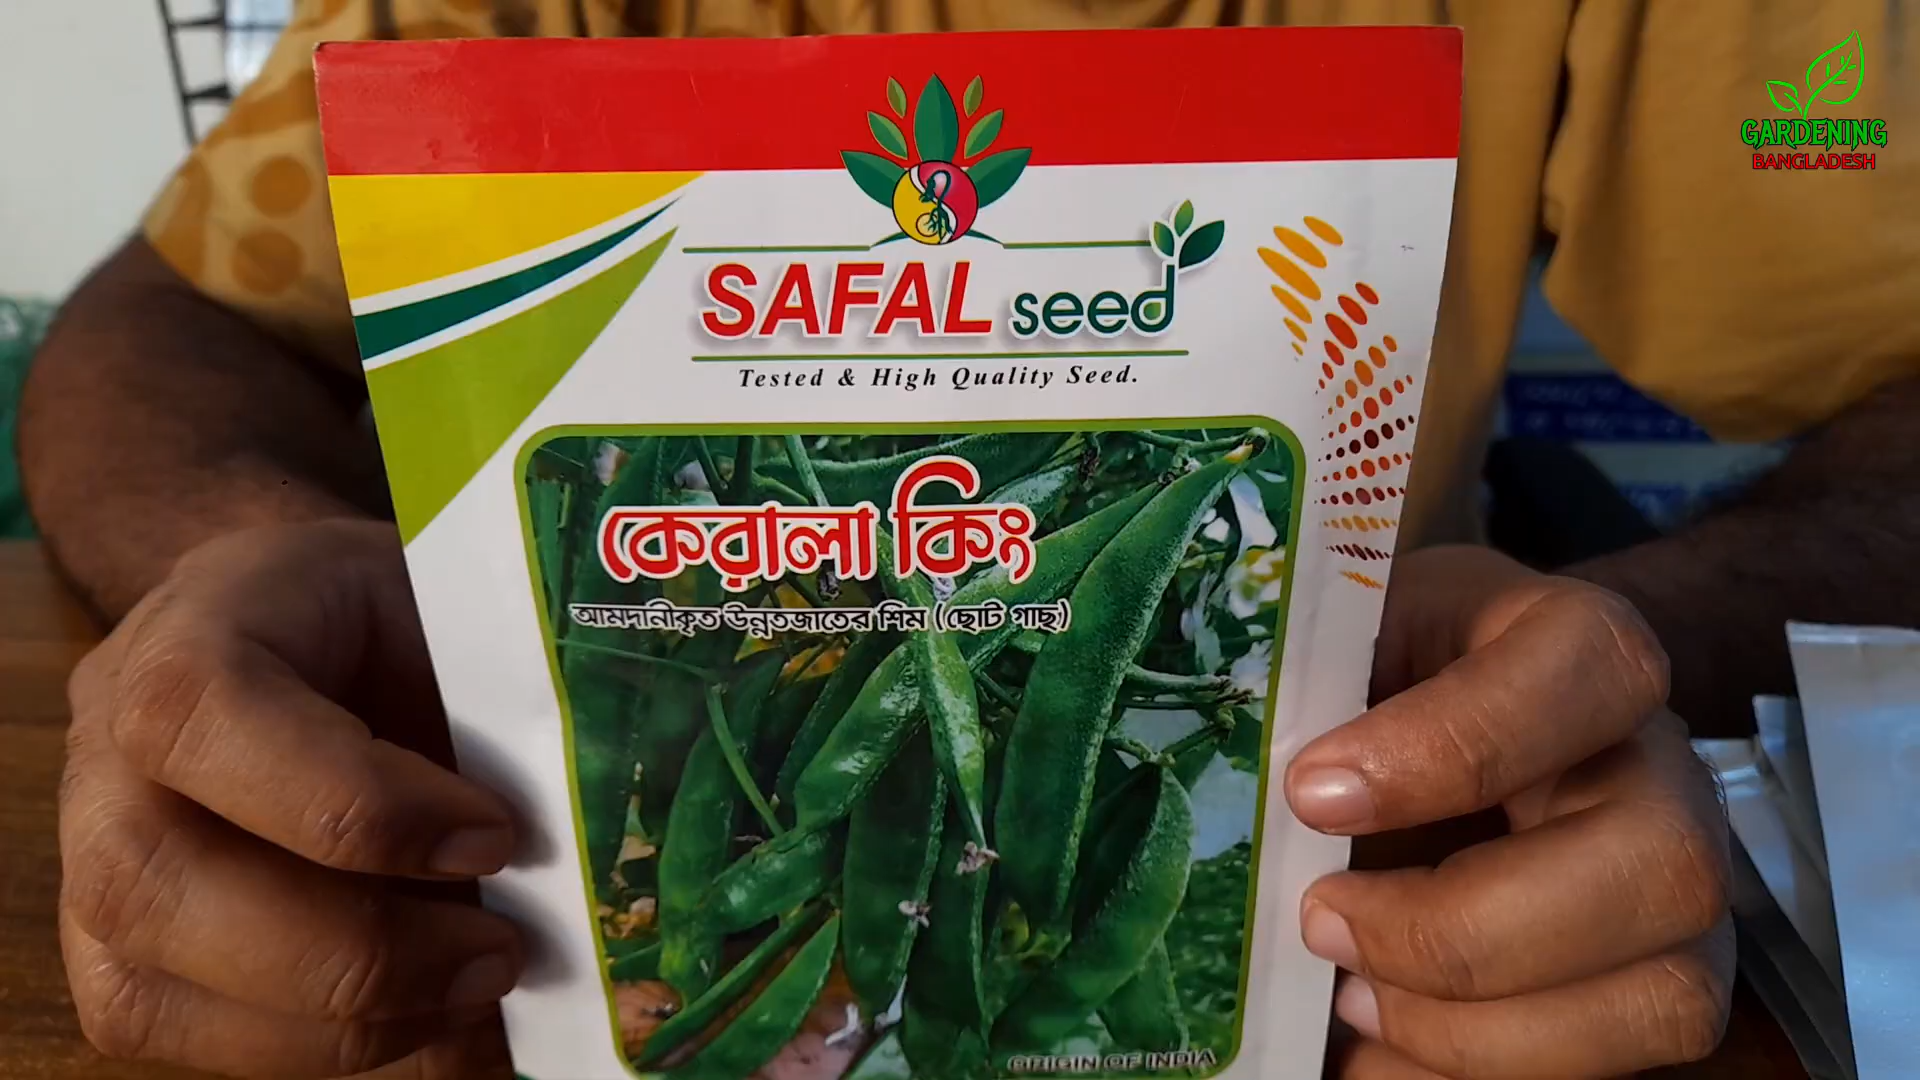 GARDENING
BANGLADESH
SAFAL seed
Tested & High Quality Seed.
কেরালা কিং
আমদানীকৃত উন্নতজাতের শিম (ছোট গাছ)
ORIGIN OF INDIA